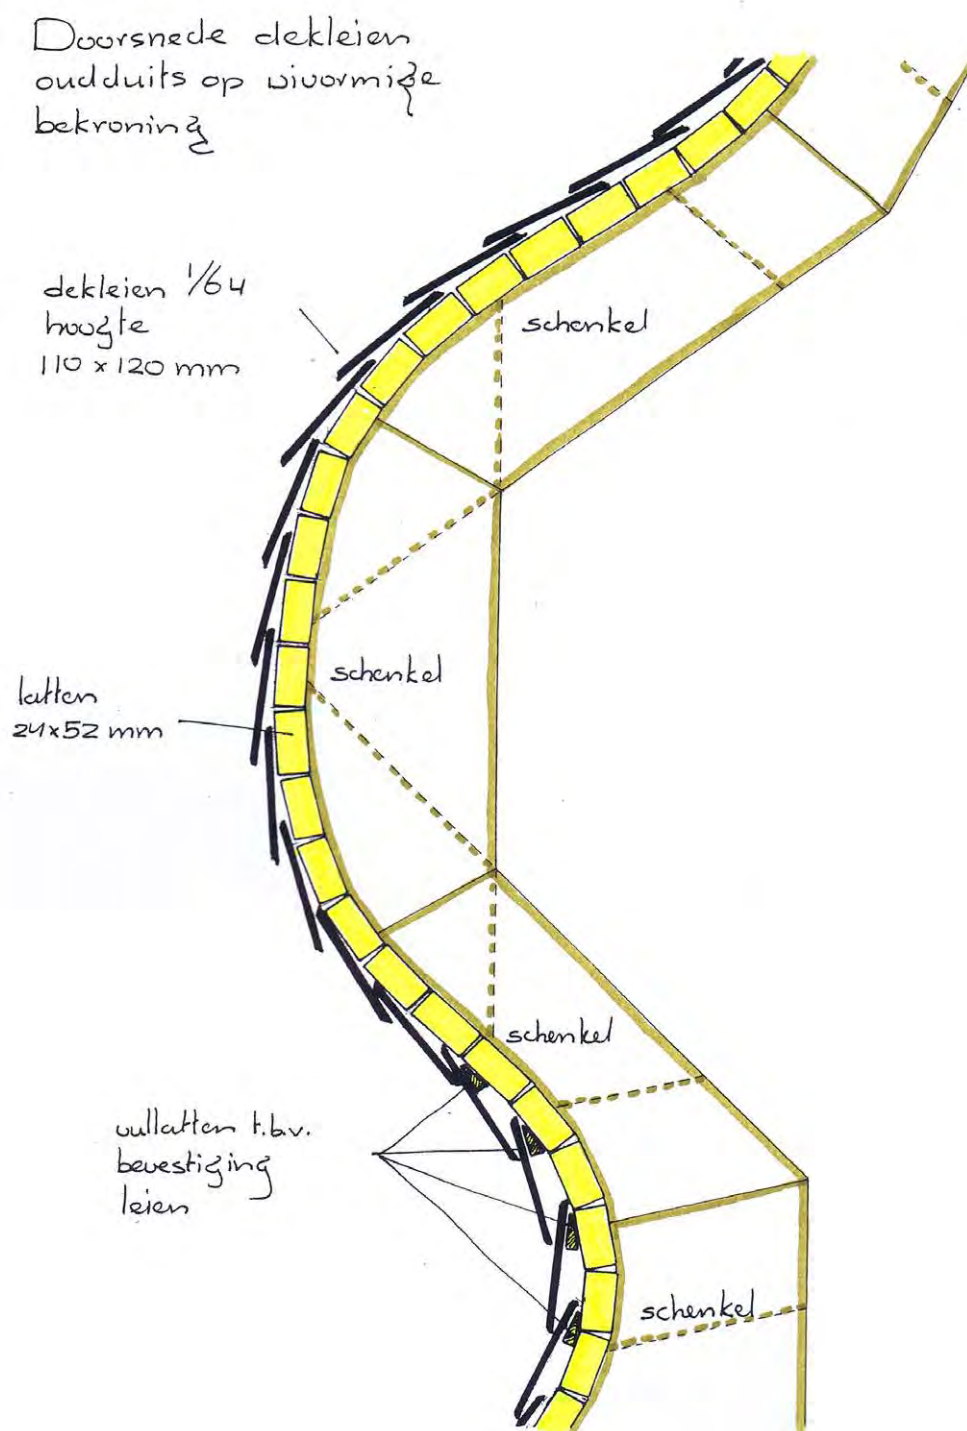 Doorsnede dekleien
oudduits op uivormige
bekroning
dekleien 1/64
hoogte
110 x 120 mm
schenkel
schenkel
latten
24x52 mm
schenkel
vullatten t.b.v.
bevestiging
leien
schenkel